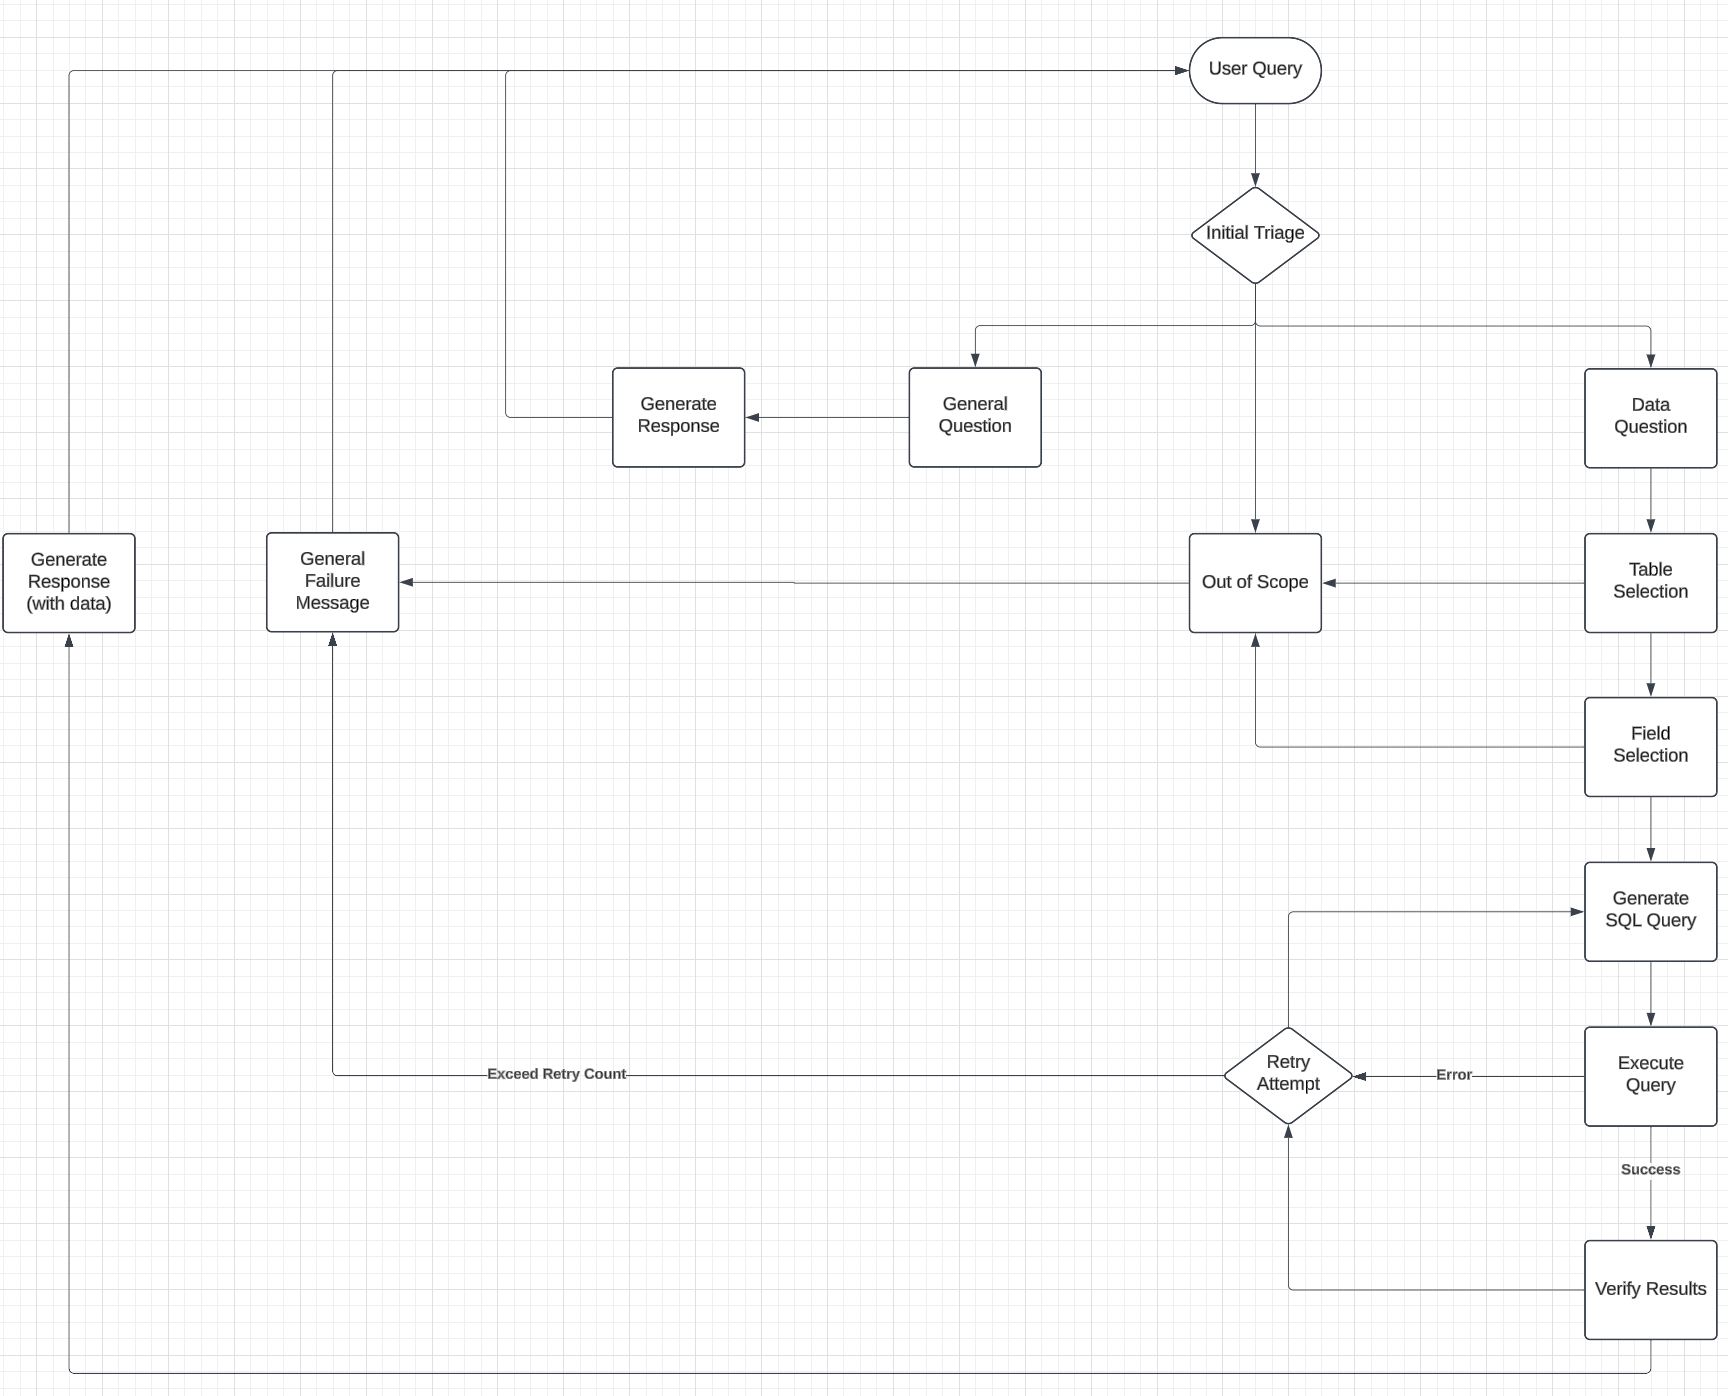 User Query
Initial Triage
Generate
Response
General
Question
Data
Question
Generate
Response
(with data)
General
Failure
Message
Out of Scope
Table
Selection
Field
Selection
Generate
SQL Query
Exceed Retry Count
Retry
Attempt
Error
Execute
Query
Success
Verify Results